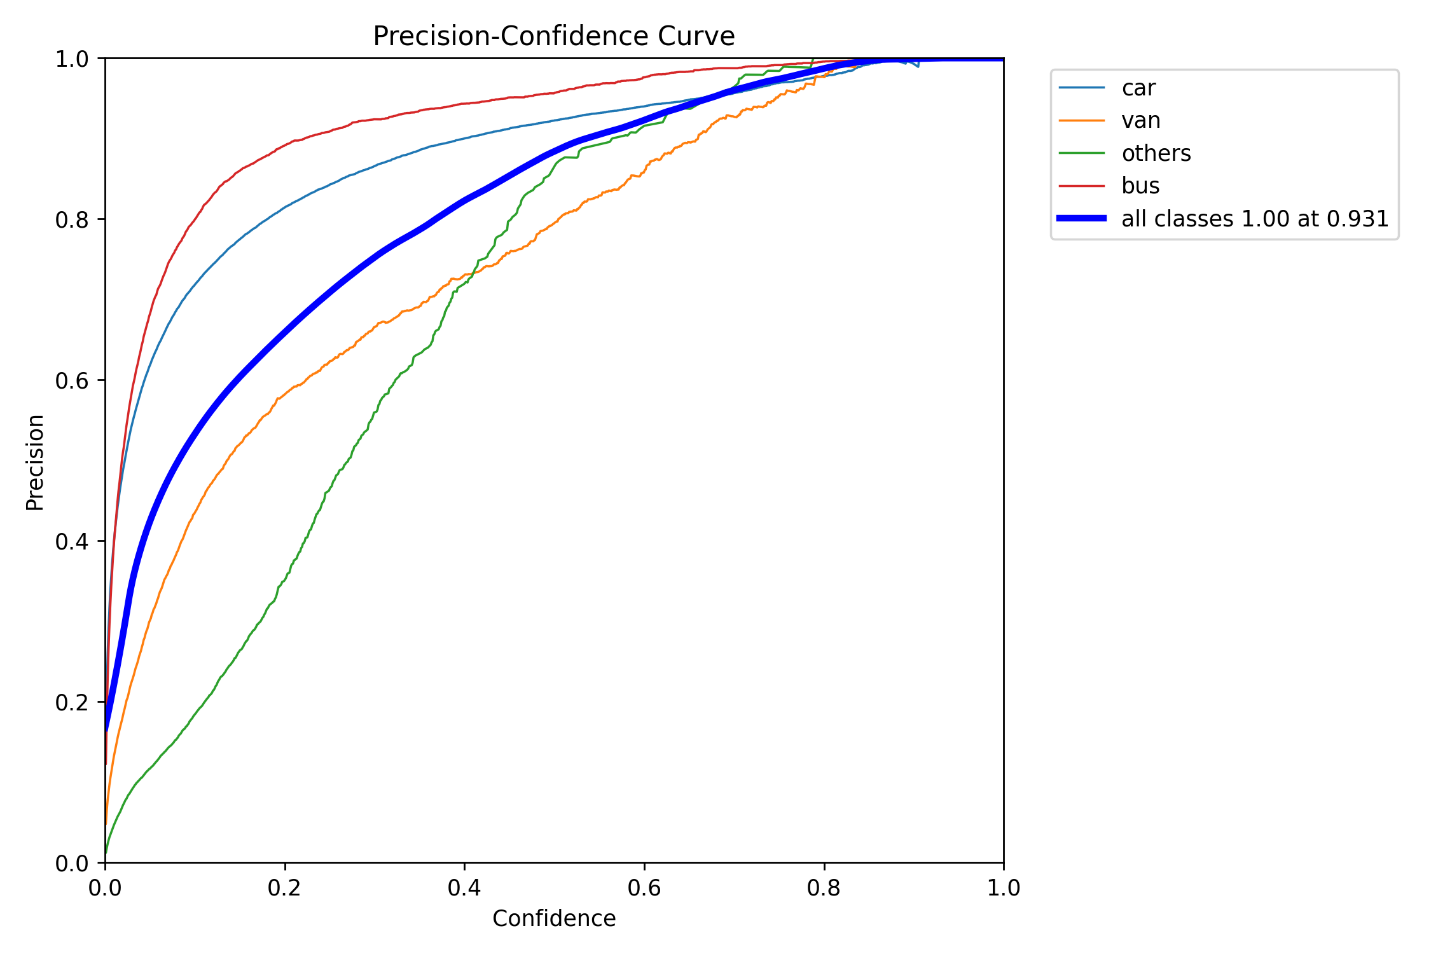 Precision-Confidence Curve
1.0
0.8
0.6
0.4
0.2
0.0
Precision
0.0 0.2 0.4 0.6 0.8 1.0
Confidence
car
van
others
bus
all classes 1.00 at 0.931